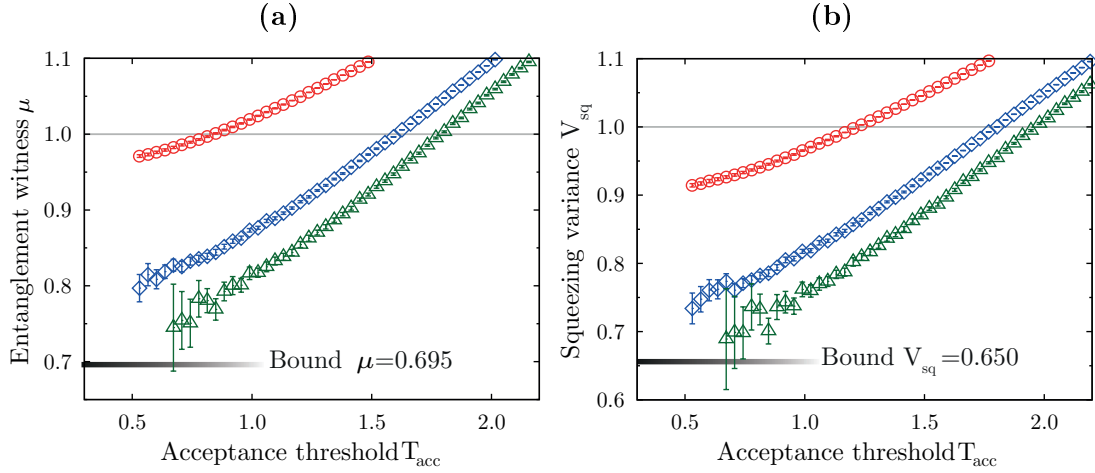 (a)
1.1
1.0
0.9
0.8
0.7
Entanglement witness μ
Bound μ=0.695
0.5 1.0 1.5 2.0
Acceptance threshold T_acc
(b)
1.1
1.0
0.9
0.8
0.7
0.6
Squeezing variance V_sq
Bound V_sq=0.650
0.5 1.0 1.5 2.0
Acceptance threshold T_acc